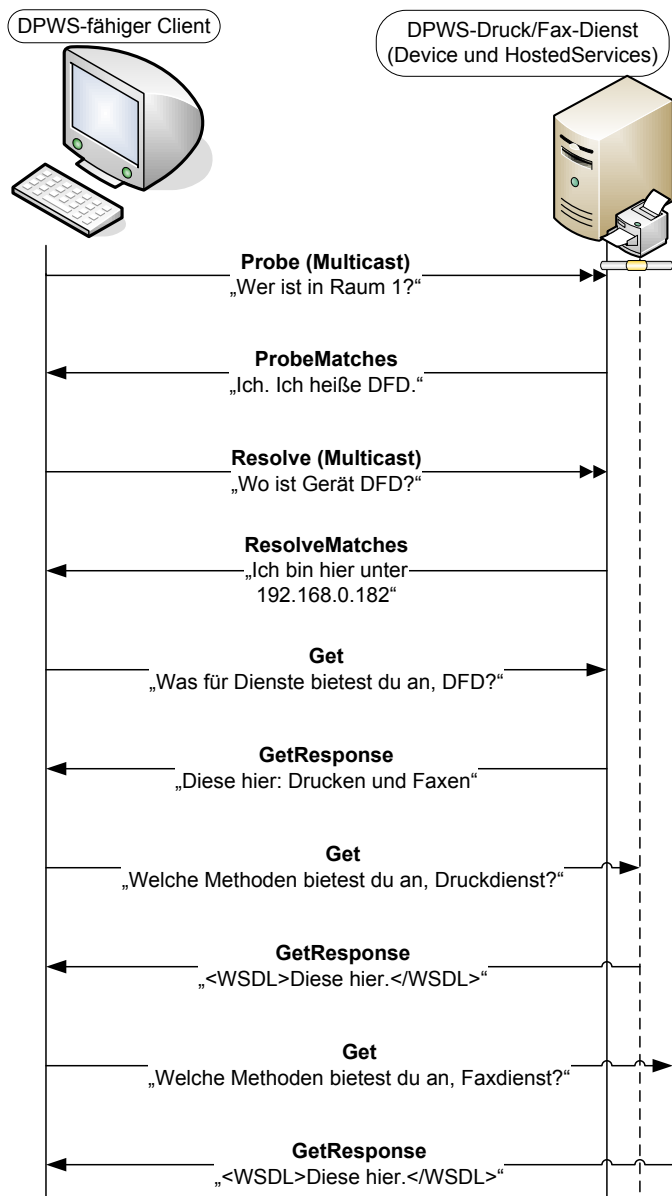 DPWS-fähiger Client
DPWS-Druck/Fax-Dienst
(Device und HostedServices)
Probe (Multicast)
„Wer ist in Raum 1?“
ProbeMatches
„Ich. Ich heiße DFD.“
Resolve (Multicast)
„Wo ist Gerät DFD?“
ResolveMatches
„Ich bin hier unter
192.168.0.182“
Get
„Was für Dienste bietest du an, DFD?“
GetResponse
„Diese hier: Drucken und Faxen“
Get
„Welche Methoden bietest du an, Druckdienst?“
GetResponse
„<WSDL>Diese hier.</WSDL>“
Get
„Welche Methoden bietest du an, Faxdienst?“
GetResponse
„<WSDL>Diese hier.</WSDL>“